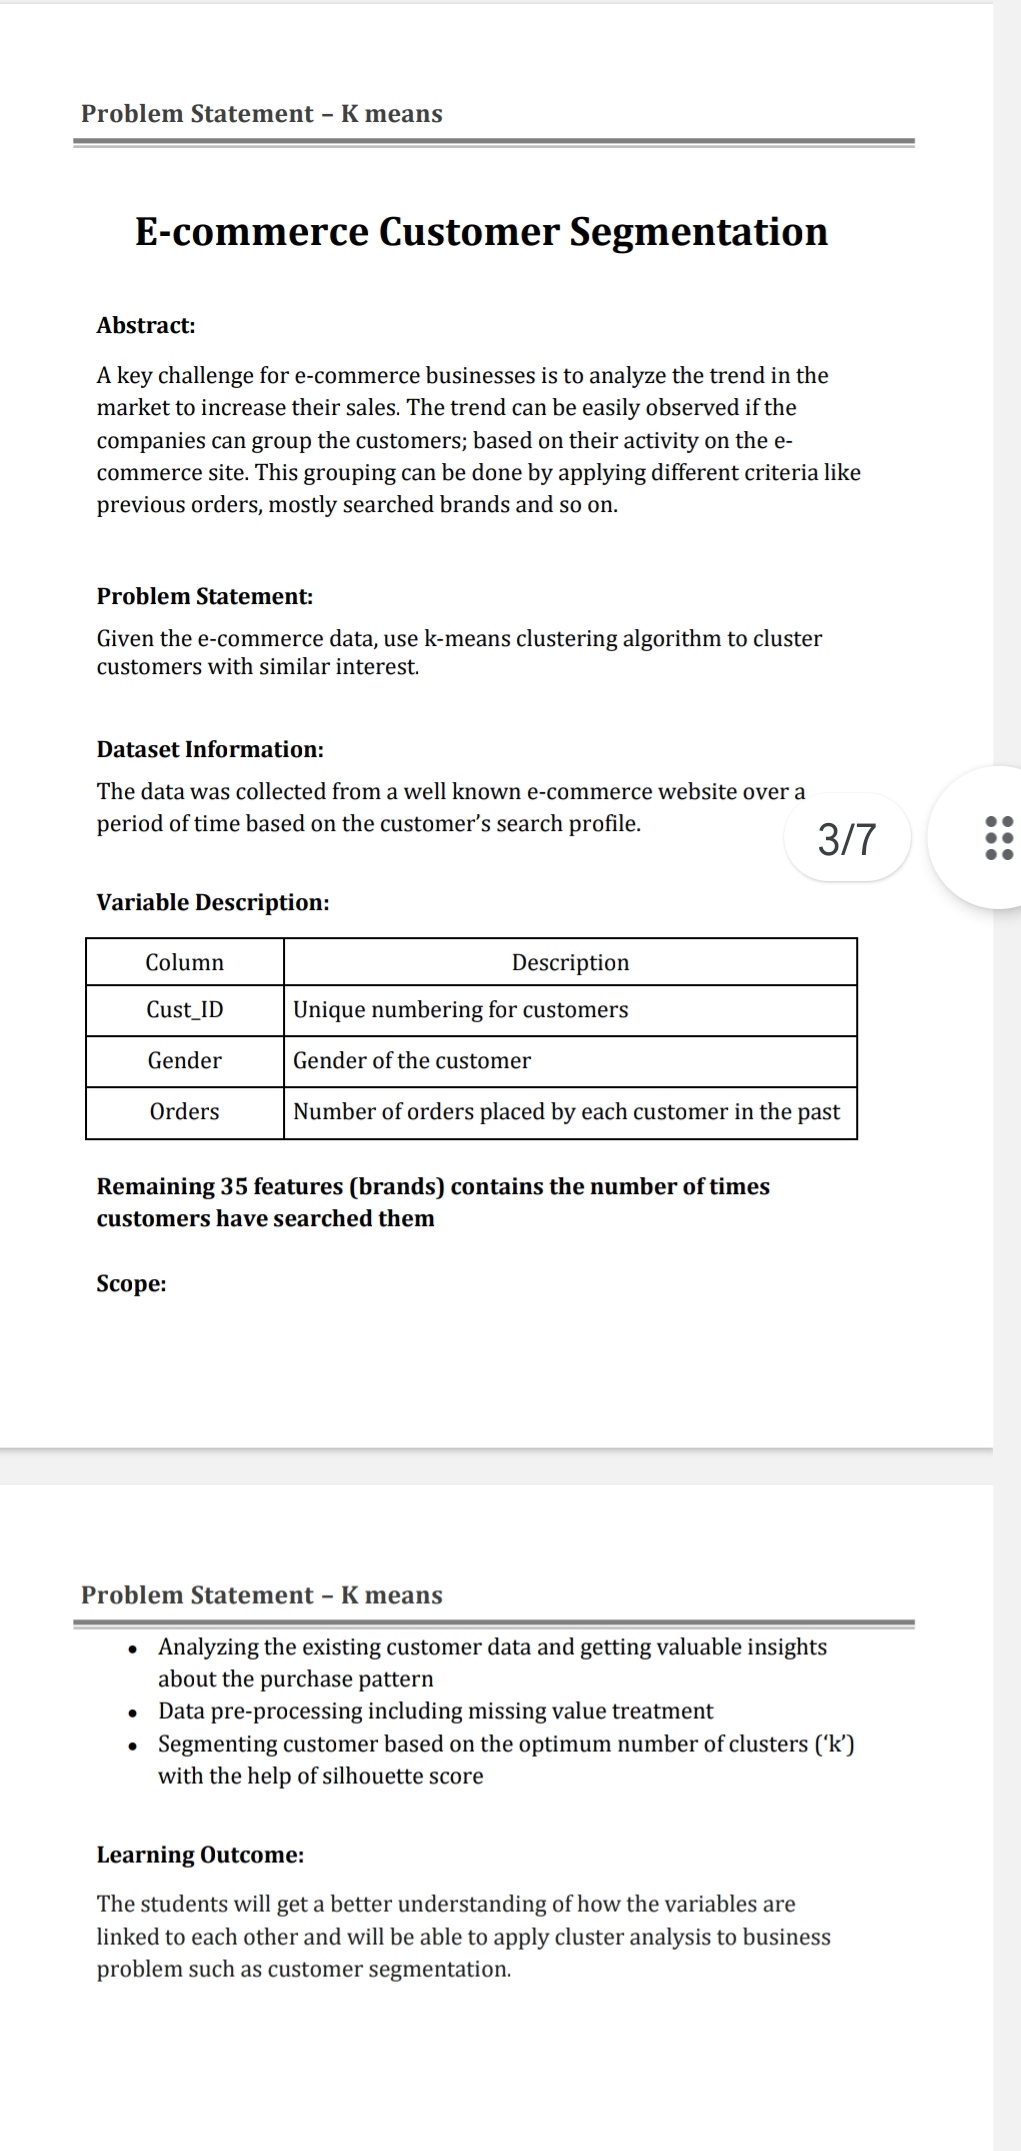 Problem Statement – K means
E-commerce Customer Segmentation
Abstract:
A key challenge for e-commerce businesses is to analyze the trend in the
market to increase their sales. The trend can be easily observed if the
companies can group the customers; based on their activity on the e-
commerce site. This grouping can be done by applying different criteria like
previous orders, mostly searched brands and so on.
Problem Statement:
Given the e-commerce data, use k-means clustering algorithm to cluster
customers with similar interest.
Dataset Information:
The data was collected from a well known e-commerce website over a
period of time based on the customer’s search profile.
3/7
Variable Description:
Column Description
Cust_ID Unique numbering for customers
Gender Gender of the customer
Orders Number of orders placed by each customer in the past
Remaining 35 features (brands) contains the number of times
customers have searched them
Scope:
Problem Statement – K means
• Analyzing the existing customer data and getting valuable insights
about the purchase pattern
• Data pre-processing including missing value treatment
• Segmenting customer based on the optimum number of clusters (‘k’)
with the help of silhouette score
Learning Outcome:
The students will get a better understanding of how the variables are
linked to each other and will be able to apply cluster analysis to business
problem such as customer segmentation.